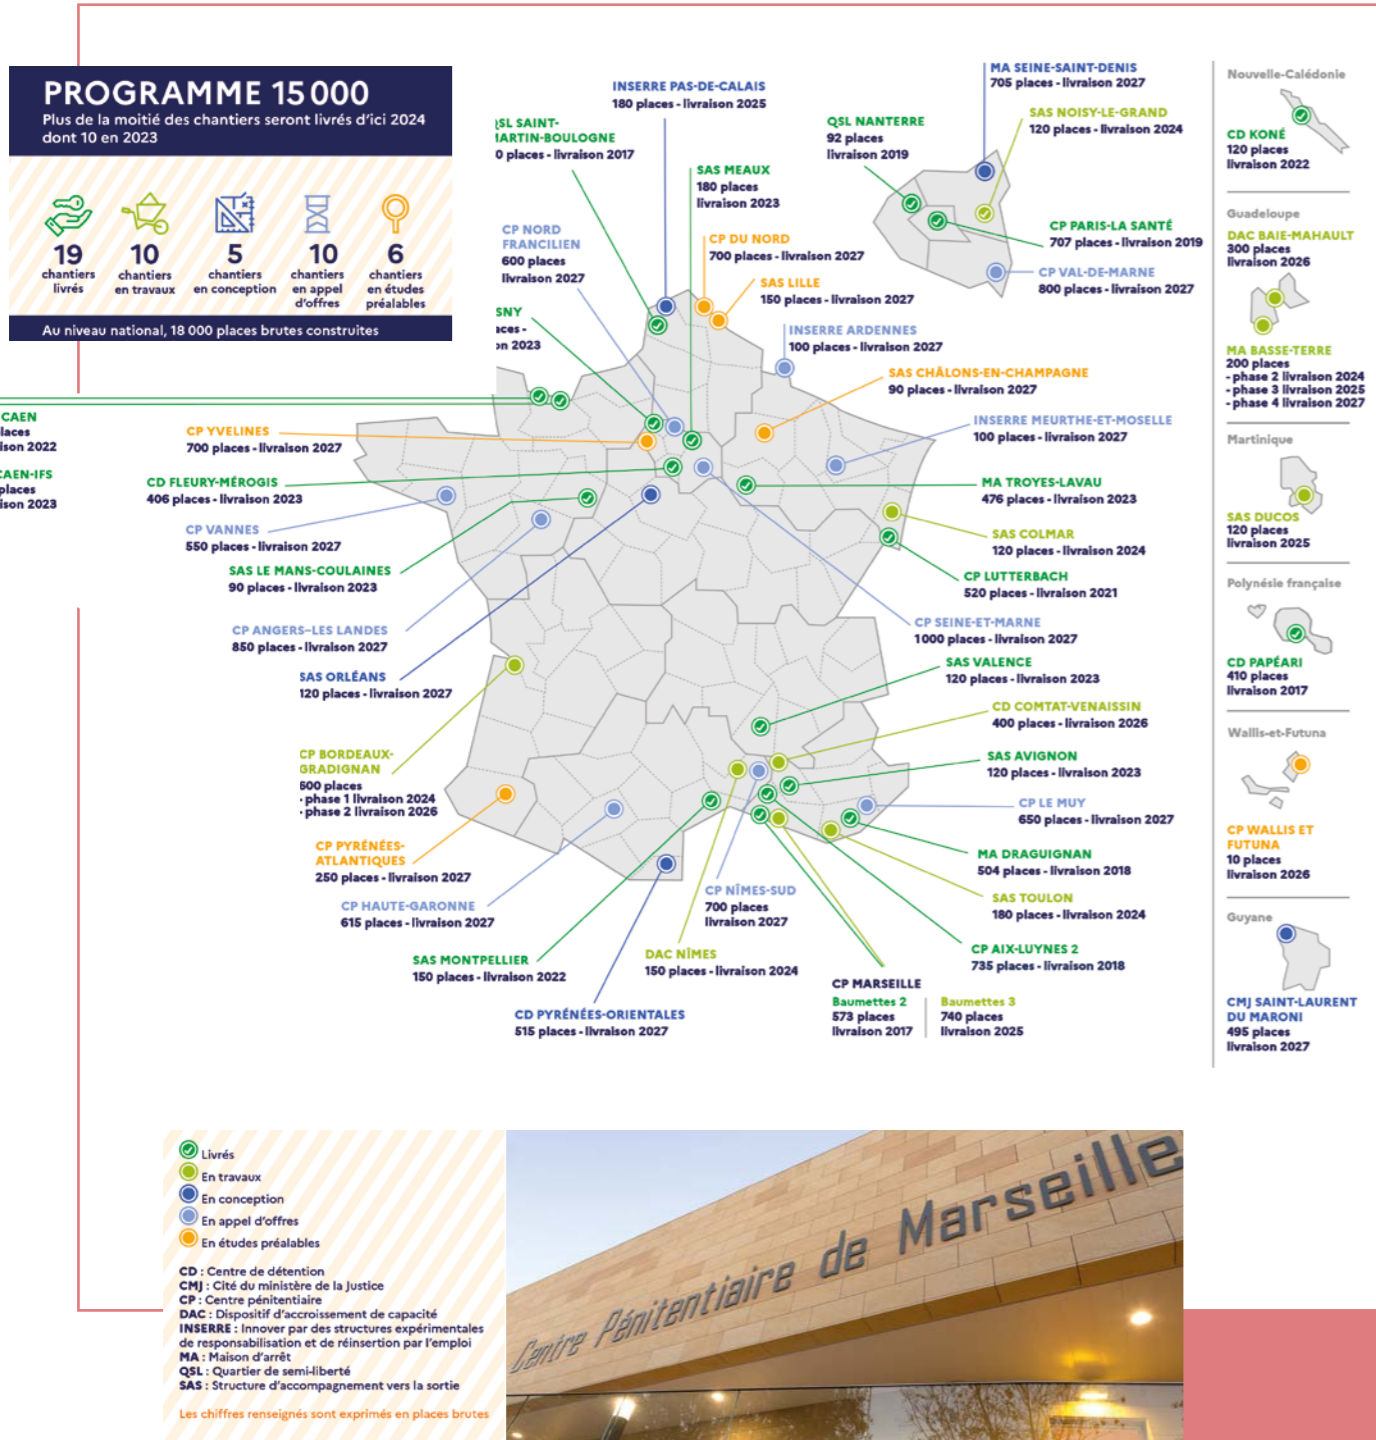 PROGRAMME 15 000
Plus de la moitié des chantiers seront livrés d'ici 2024
dont 10 en 2023
19
chantiers
livrés
10
chantiers
en travaux
5
chantiers
en conception
10
chantiers
en appel
d'offres
6
chantiers
en études
préalables
Au niveau national, 18 000 places brutes construites
INSERRE PAS-DE-CALAIS
180 places - livraison 2025
QSL SAINT-
MARTIN-BOULOGNE
0 places - livraison 2017
SAS MEAUX
180 places
livraison 2023
CP NORD
FRANCILIEN
600 places
livraison 2027
CP DU NORD
700 places - livraison 2027
SAS LILLE
150 places - livraison 2027
SNY
aces -
on 2023
INSERRE ARDENNES
100 places - livraison 2027
SAS CHÂLONS-EN-CHAMPAGNE
90 places - livraison 2027
INSERRE MEURTHE-ET-MOSELLE
100 places - livraison 2027
MA SEINE-SAINT-DENIS
705 places - livraison 2027
SAS NOISY-LE-GRAND
120 places - livraison 2024
QSL NANTERRE
92 places
livraison 2019
CP PARIS-LA SANTÉ
707 places - livraison 2019
CP VAL-DE-MARNE
800 places - livraison 2027
CAEN
laces
ison 2022
CAEN-IFS
places
ison 2023
CP YVELINES
700 places - livraison 2027
CD FLEURY-MÉROGIS
406 places - livraison 2023
CP VANNES
550 places - livraison 2027
SAS LE MANS-COULAINES
90 places - livraison 2023
CP ANGERS–LES LANDES
850 places - livraison 2027
SAS ORLÉANS
120 places - livraison 2027
CP BORDEAUX-
GRADIGNAN
600 places
- phase 1 livraison 2024
- phase 2 livraison 2026
CP PYRÉNÉES-
ATLANTIQUES
250 places - livraison 2027
CP HAUTE-GARONNE
615 places - livraison 2027
SAS MONTPELLIER
150 places - livraison 2022
CD PYRÉNÉES-ORIENTALES
515 places - livraison 2027
DAC NÎMES
150 places - livraison 2024
CP NÎMES-SUD
700 places
livraison 2027
CP MARSEILLE
Baumettes 2
573 places
livraison 2017
Baumettes 3
740 places
livraison 2025
MA TROYES-LAVAU
476 places - livraison 2023
SAS COLMAR
120 places - livraison 2024
CP LUTTERBACH
520 places - livraison 2021
CP SEINE-ET-MARNE
1 000 places - livraison 2027
SAS VALENCE
120 places - livraison 2023
CD COMTAT-VENAISSIN
400 places - livraison 2026
SAS AVIGNON
120 places - livraison 2023
CP LE MUY
650 places - livraison 2027
MA DRAGUIGNAN
504 places - livraison 2018
SAS TOULON
180 places - livraison 2024
CP AIX-LUYNES 2
735 places - livraison 2018
Nouvelle-Calédonie
CD KONÉ
120 places
livraison 2022
Guadeloupe
DAC BAIE-MAHAULT
300 places
livraison 2026
MA BASSE-TERRE
200 places
- phase 2 livraison 2024
- phase 3 livraison 2025
- phase 4 livraison 2027
Martinique
SAS DUCOS
120 places
livraison 2025
Polynésie française
CD PAPÉARI
410 places
livraison 2017
Wallis-et-Futuna
CP WALLIS ET
FUTUNA
10 places
livraison 2026
Guyane
CMJ SAINT-LAURENT
DU MARONI
495 places
livraison 2027
Livrés
En travaux
En conception
En appel d'offres
En études préalables
CD : Centre de détention
CMJ : Cité du ministère de la Justice
CP : Centre pénitentiaire
DAC : Dispositif d'accroissement de capacité
INSERRE : Innover par des structures expérimentales
de responsabilisation et de réinsertion par l'emploi
MA : Maison d'arrêt
QSL : Quartier de semi-liberté
SAS : Structure d'accompagnement vers la sortie
Les chiffres renseignés sont exprimés en places brutes
Centre Pénitentiaire de Marseille